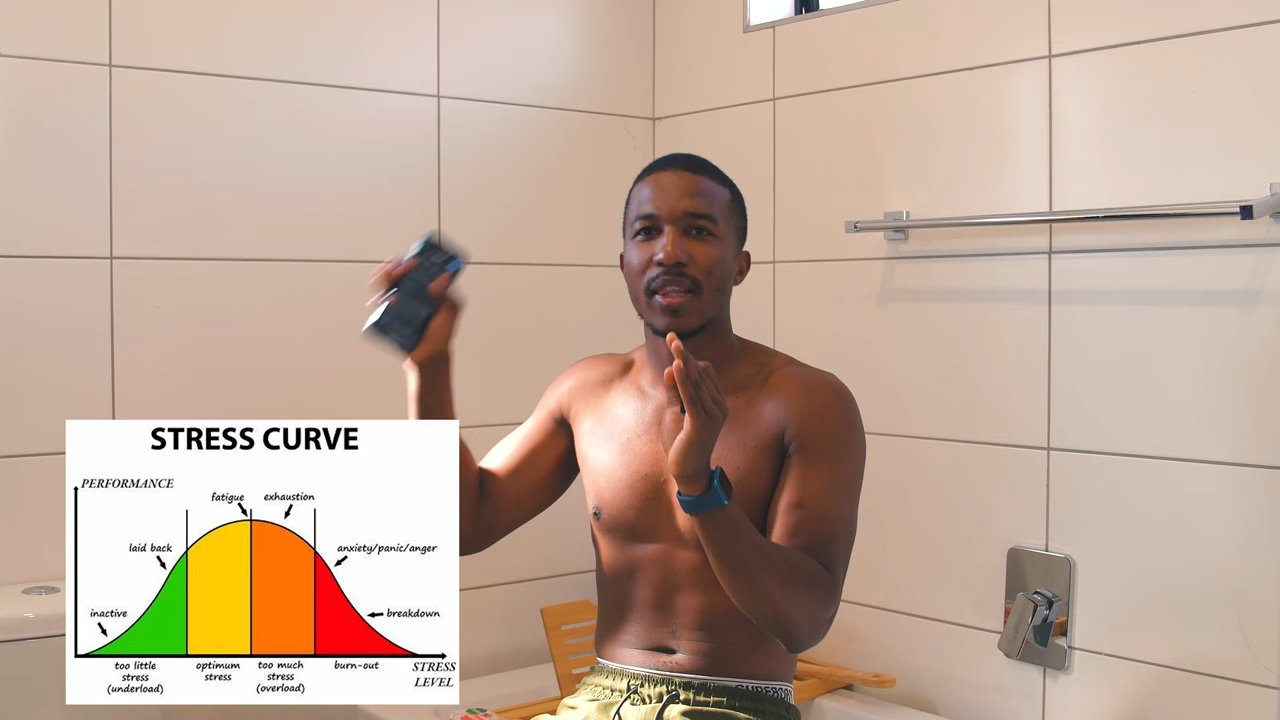 STRESS CURVE
PERFORMANCE
fatigue
exhaustion
laid back
anxiety/panic/anger
inactive
breakdown
too little
stress
(underload)
optimum
stress
too much
stress
(overload)
burn-out
STRESS
LEVEL